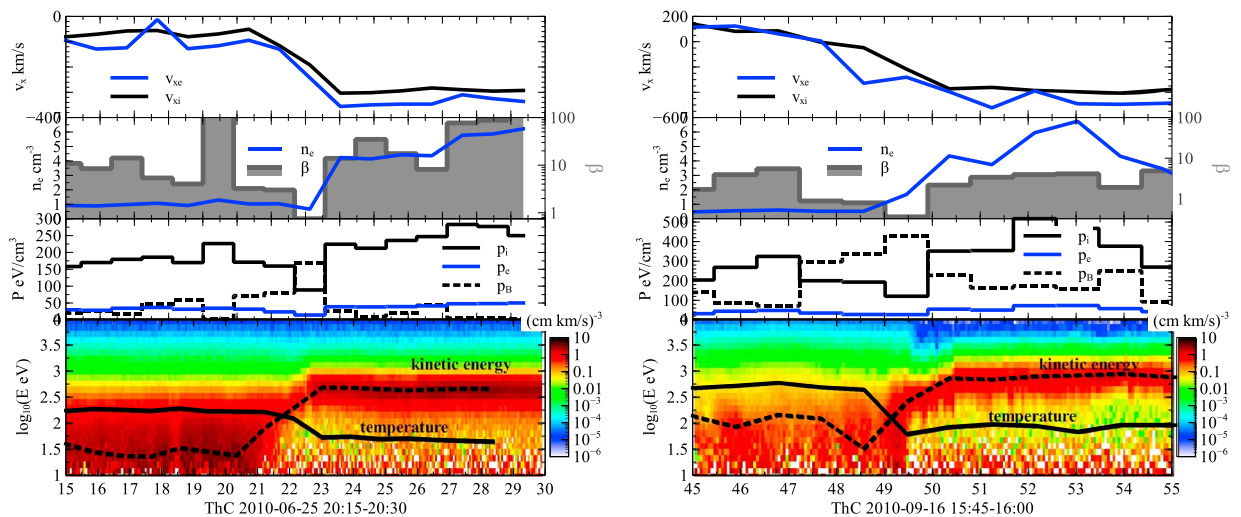 0
v_x km/s
v_xe
v_xi
-400
6
5
4
3
2
1
n_e cm^-3
n_e
β
100
10
1
β
300
250
200
150
100
50
P eV/cm^3
p_i
p_e
p_B
3.5
3
2.5
2
1.5
1
log_10(E eV)
kinetic energy
temperature
(cm km/s)^-3
10
1
0.1
0.01
10^-3
10^-4
10^-5
10^-6
15 16 17 18 19 20 21 22 23 24 25 26 27 28 29 30
ThC 2010-06-25 20:15-20:30
200
0
v_x km/s
v_xe
v_xi
-600
6
5
4
3
2
1
n_e cm^-3
n_e
β
100
10
1
β
500
400
300
200
100
P eV/cm^3
p_i
p_e
p_B
3.5
3
2.5
2
1.5
1
log_10(E eV)
kinetic energy
temperature
(cm km/s)^-3
10
1
0.1
0.01
10^-3
10^-4
10^-5
10^-6
45 46 47 48 49 50 51 52 53 54 55
ThC 2010-09-16 15:45-16:00